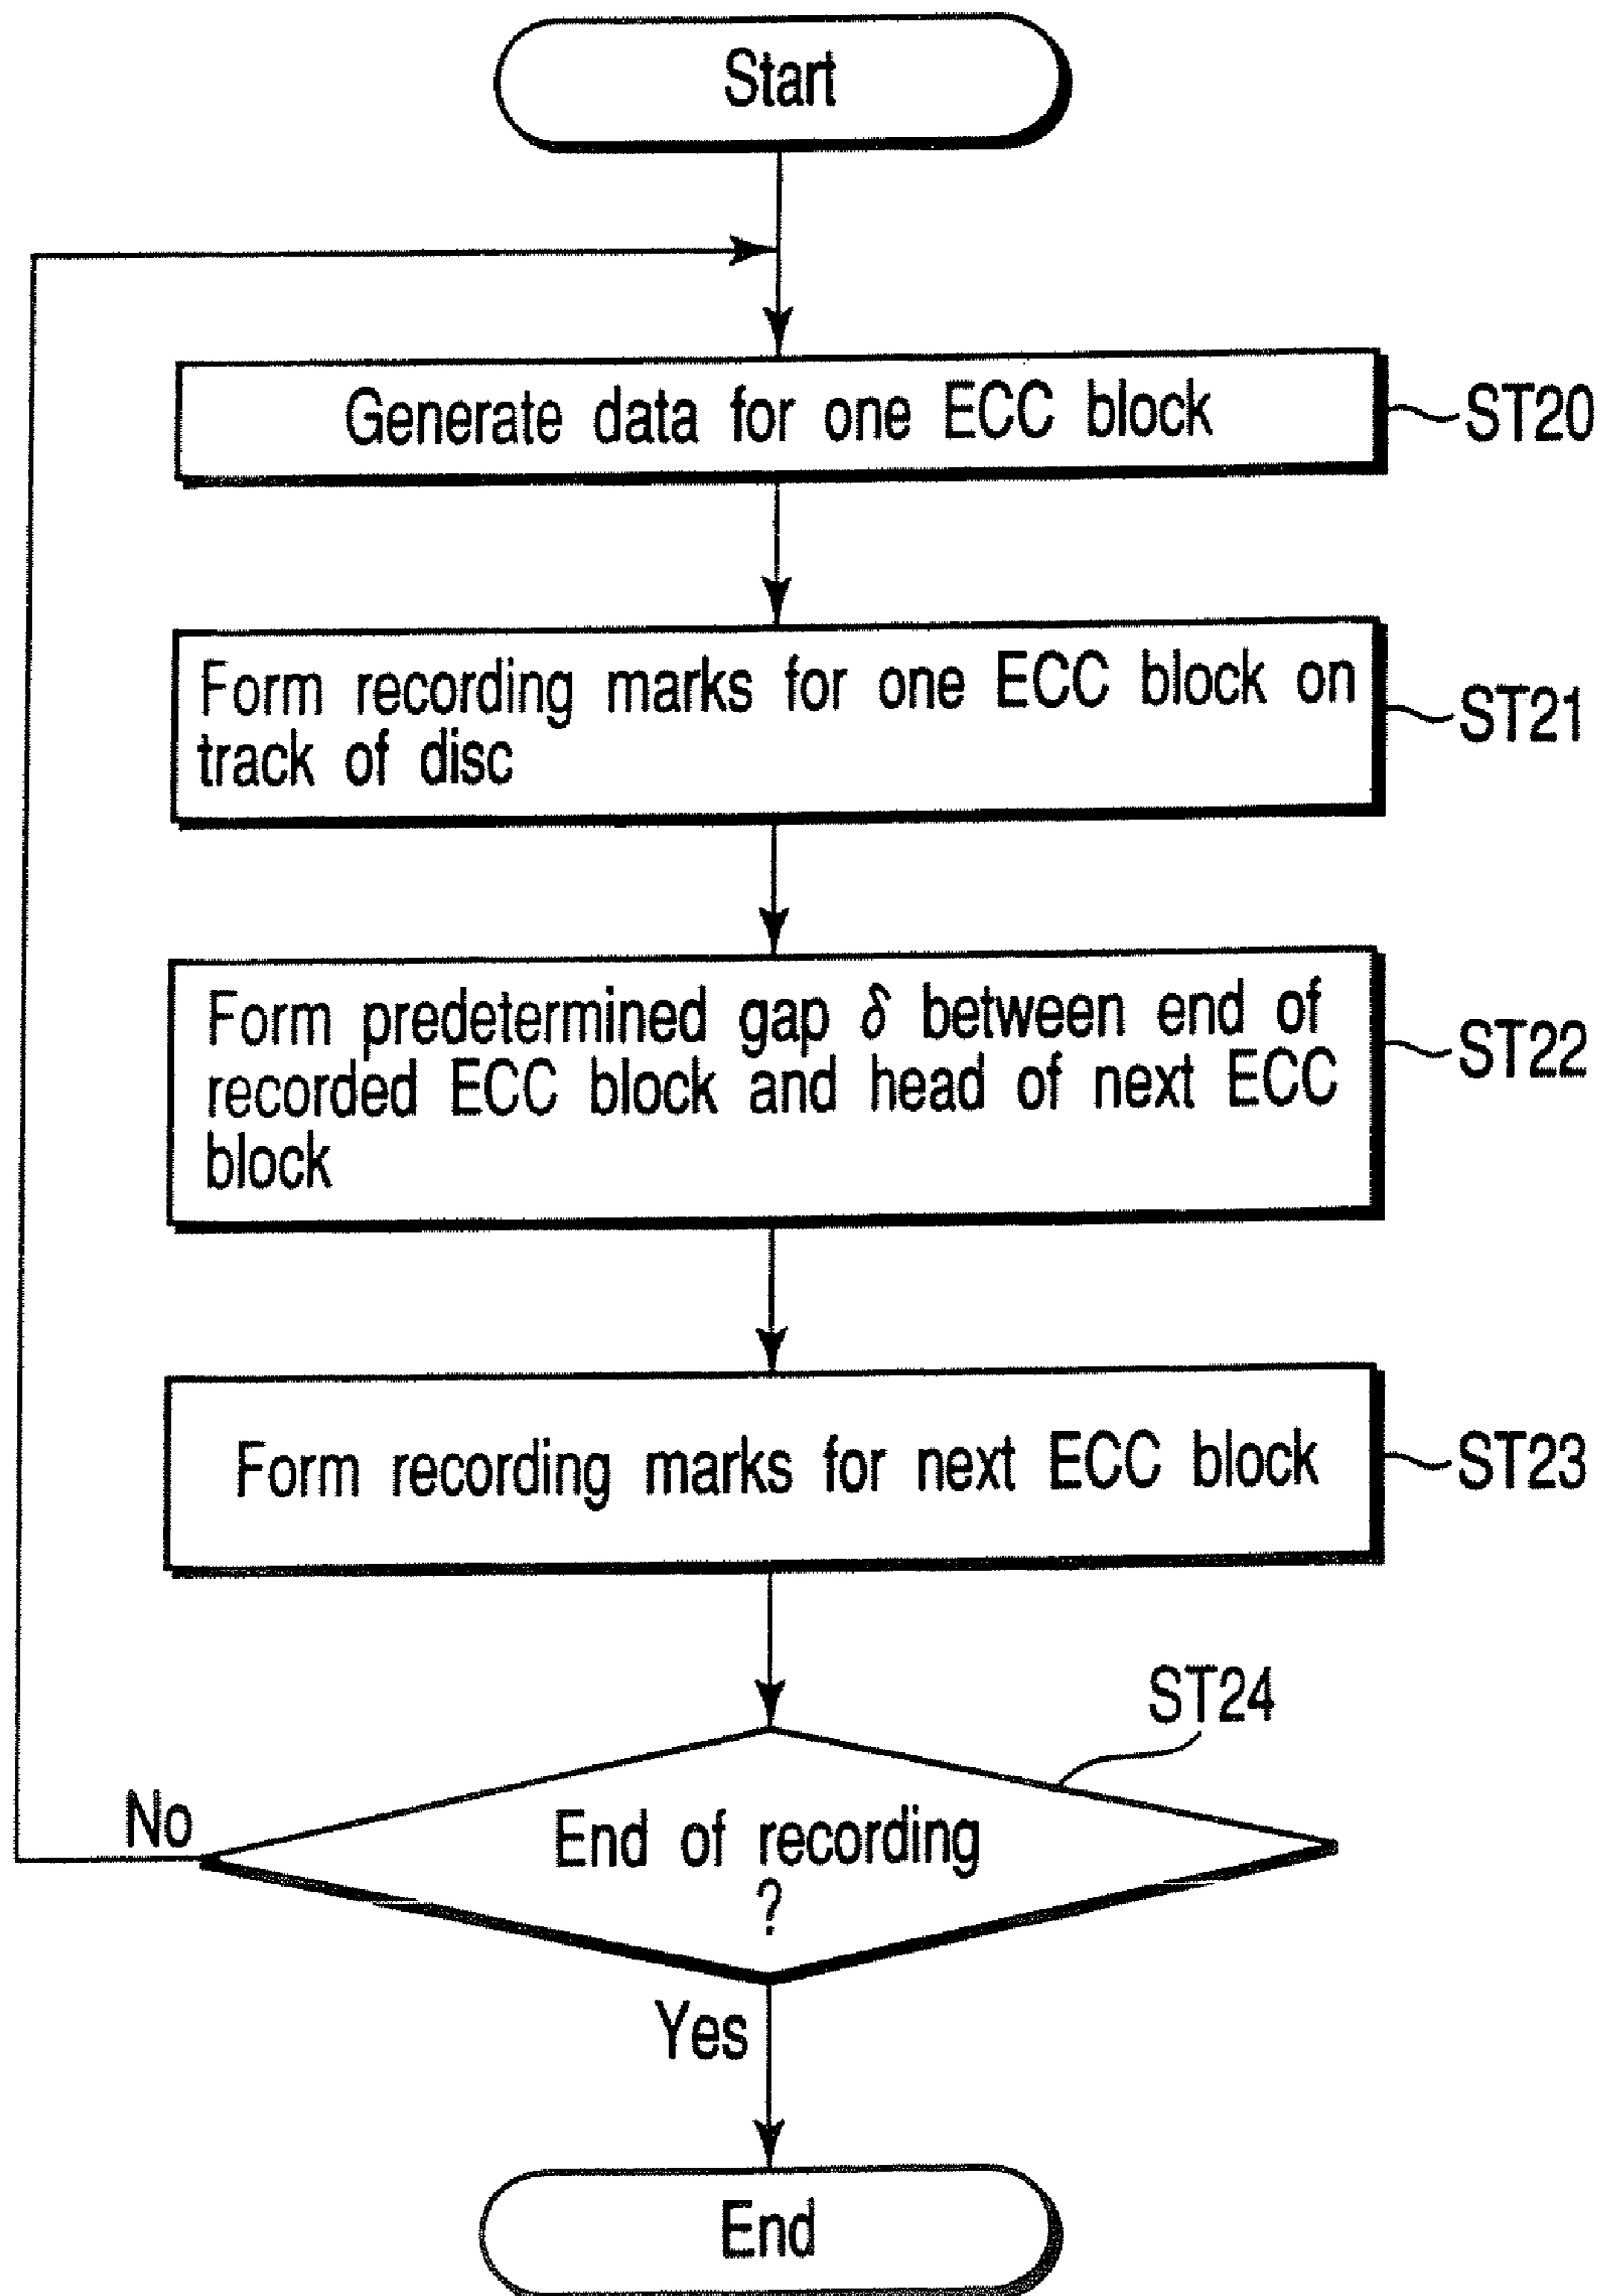 Start
Generate data for one ECC block
ST20
Form recording marks for one ECC block on
track of disc
ST21
Form predetermined gap δ between end of
recorded ECC block and head of next ECC
block
ST22
Form recording marks for next ECC block
ST23
ST24
No
End of recording
?
Yes
End